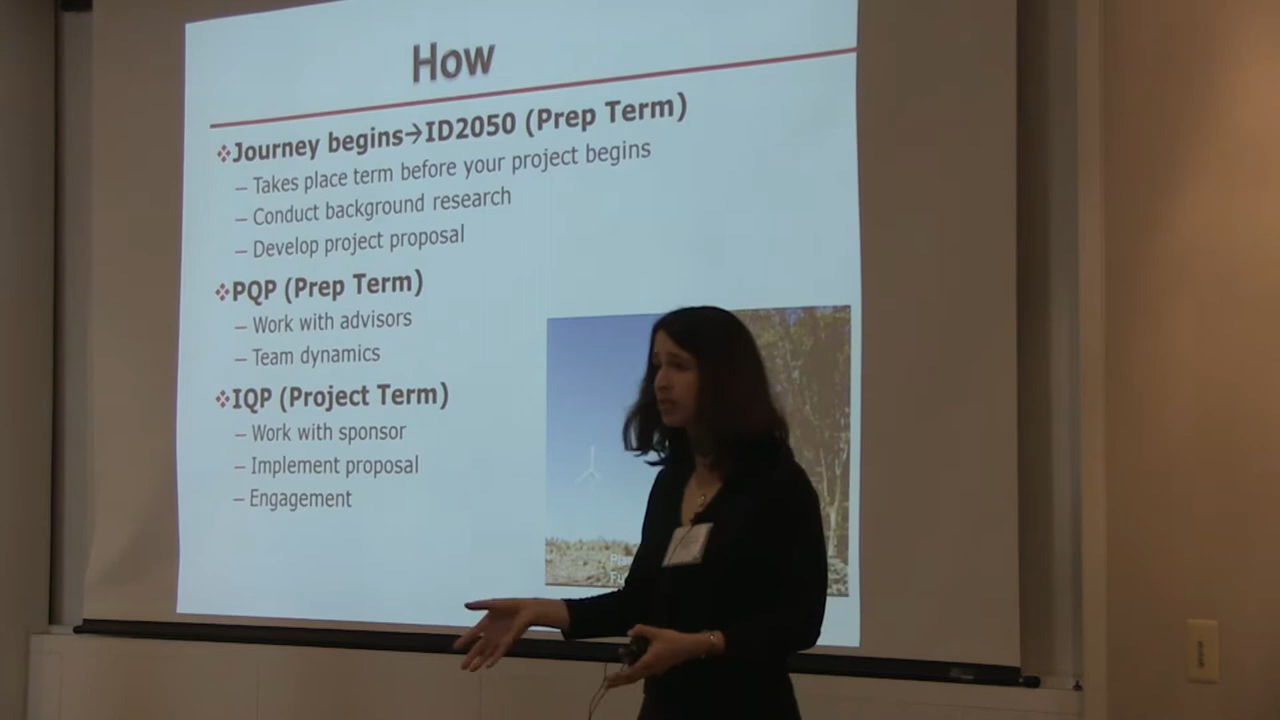 How
❖Journey begins→ID2050 (Prep Term)
– Takes place term before your project begins
– Conduct background research
– Develop project proposal
❖PQP (Prep Term)
– Work with advisors
– Team dynamics
❖IQP (Project Term)
– Work with sponsor
– Implement proposal
– Engagement